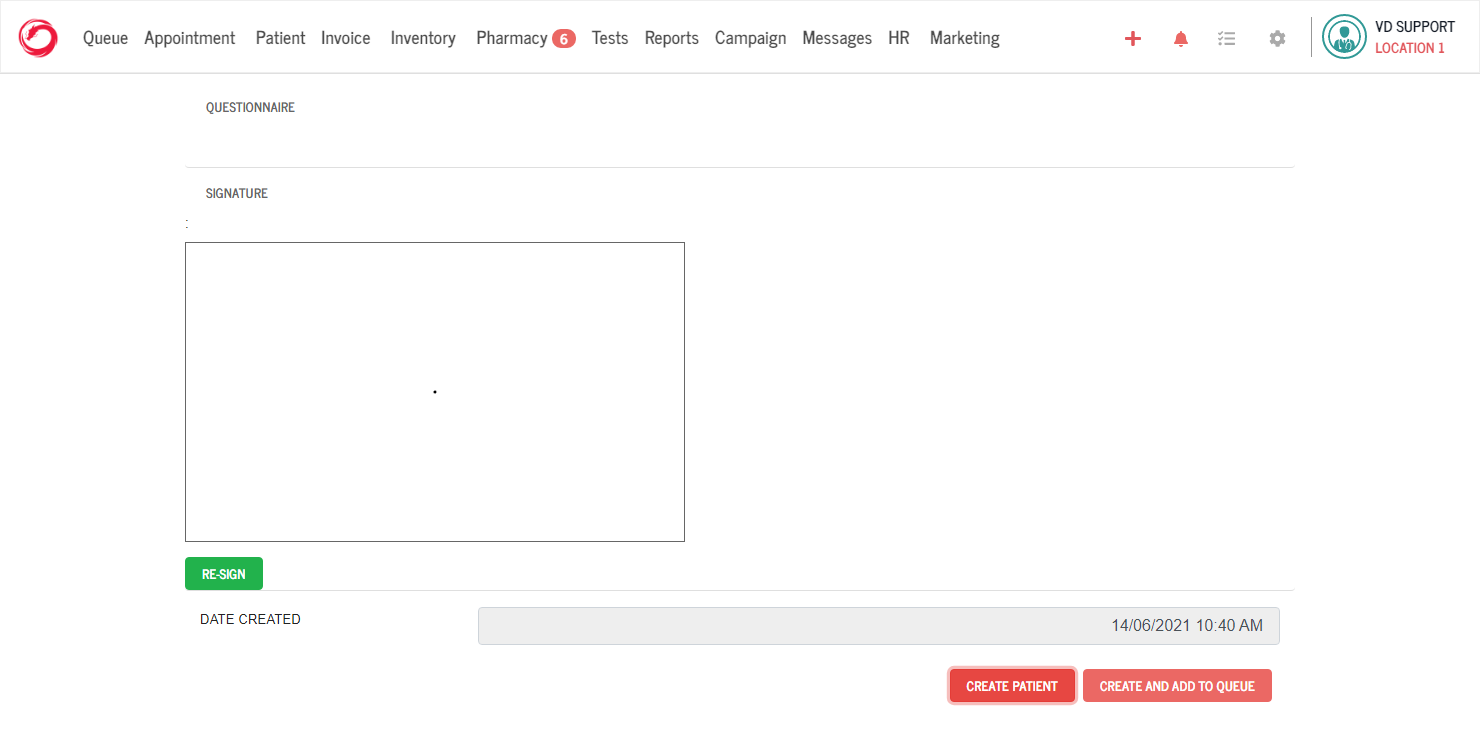 Queue Appointment Patient Invoice Inventory Pharmacy 6 Tests Reports Campaign Messages HR Marketing
VD SUPPORT
LOCATION 1
QUESTIONNAIRE
SIGNATURE
:
RE-SIGN
DATE CREATED 14/06/2021 10:40 AM
CREATE PATIENT CREATE AND ADD TO QUEUE